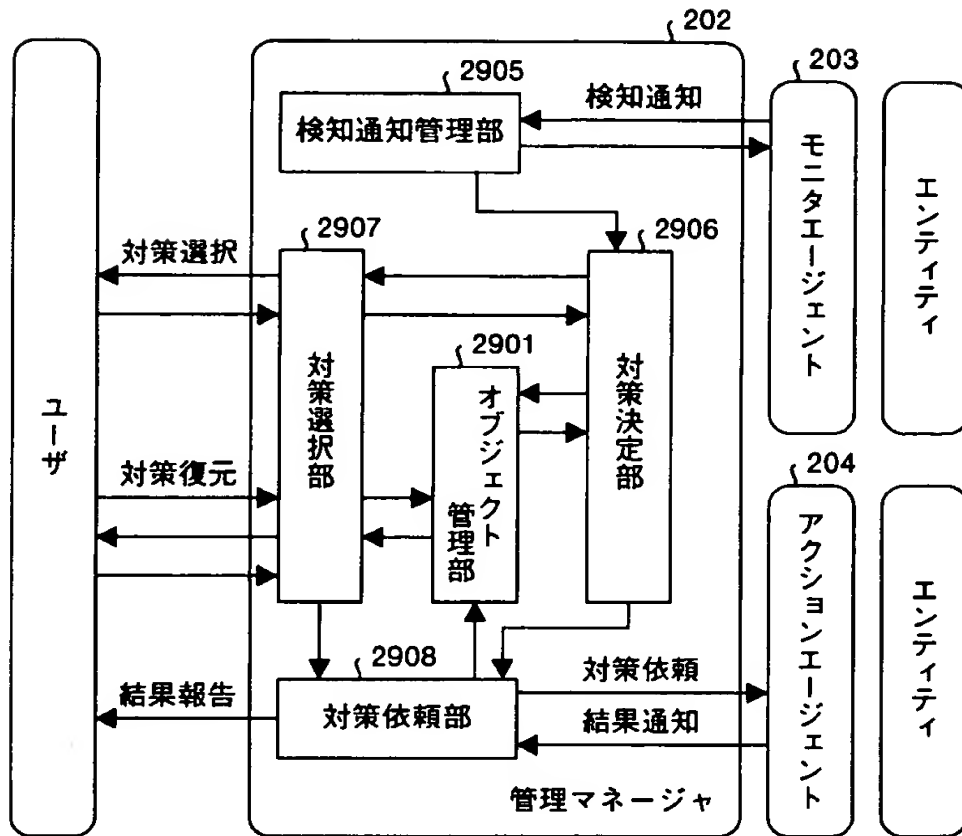 202
2905
203
検知通知管理部
検知通知
モニタエージェント
エンティティ
2907
2906
対策選択
対策選択部
2901
オブジェクト
管理部
対策決定部
ユーザ
対策復元
204
アクションエージェント
エンティティ
2908
対策依頼部
結果報告
対策依頼
結果通知
管理マネージャ